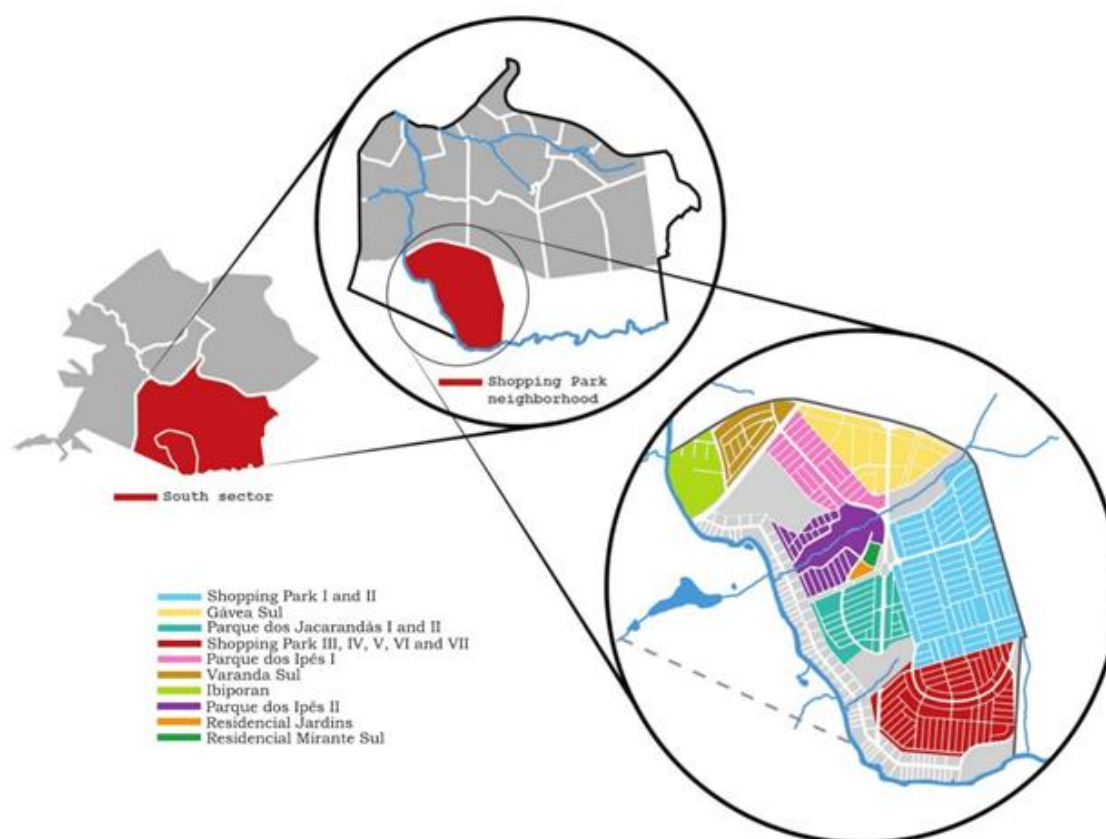 Shopping Park
neighborhood
South sector
Shopping Park I and II
Gávea Sul
Parque dos Jacarandás I and II
Shopping Park III, IV, V, VI and VII
Parque dos Ipês I
Varanda Sul
Ibiporan
Parque dos Ipês II
Residencial Jardins
Residencial Mirante Sul